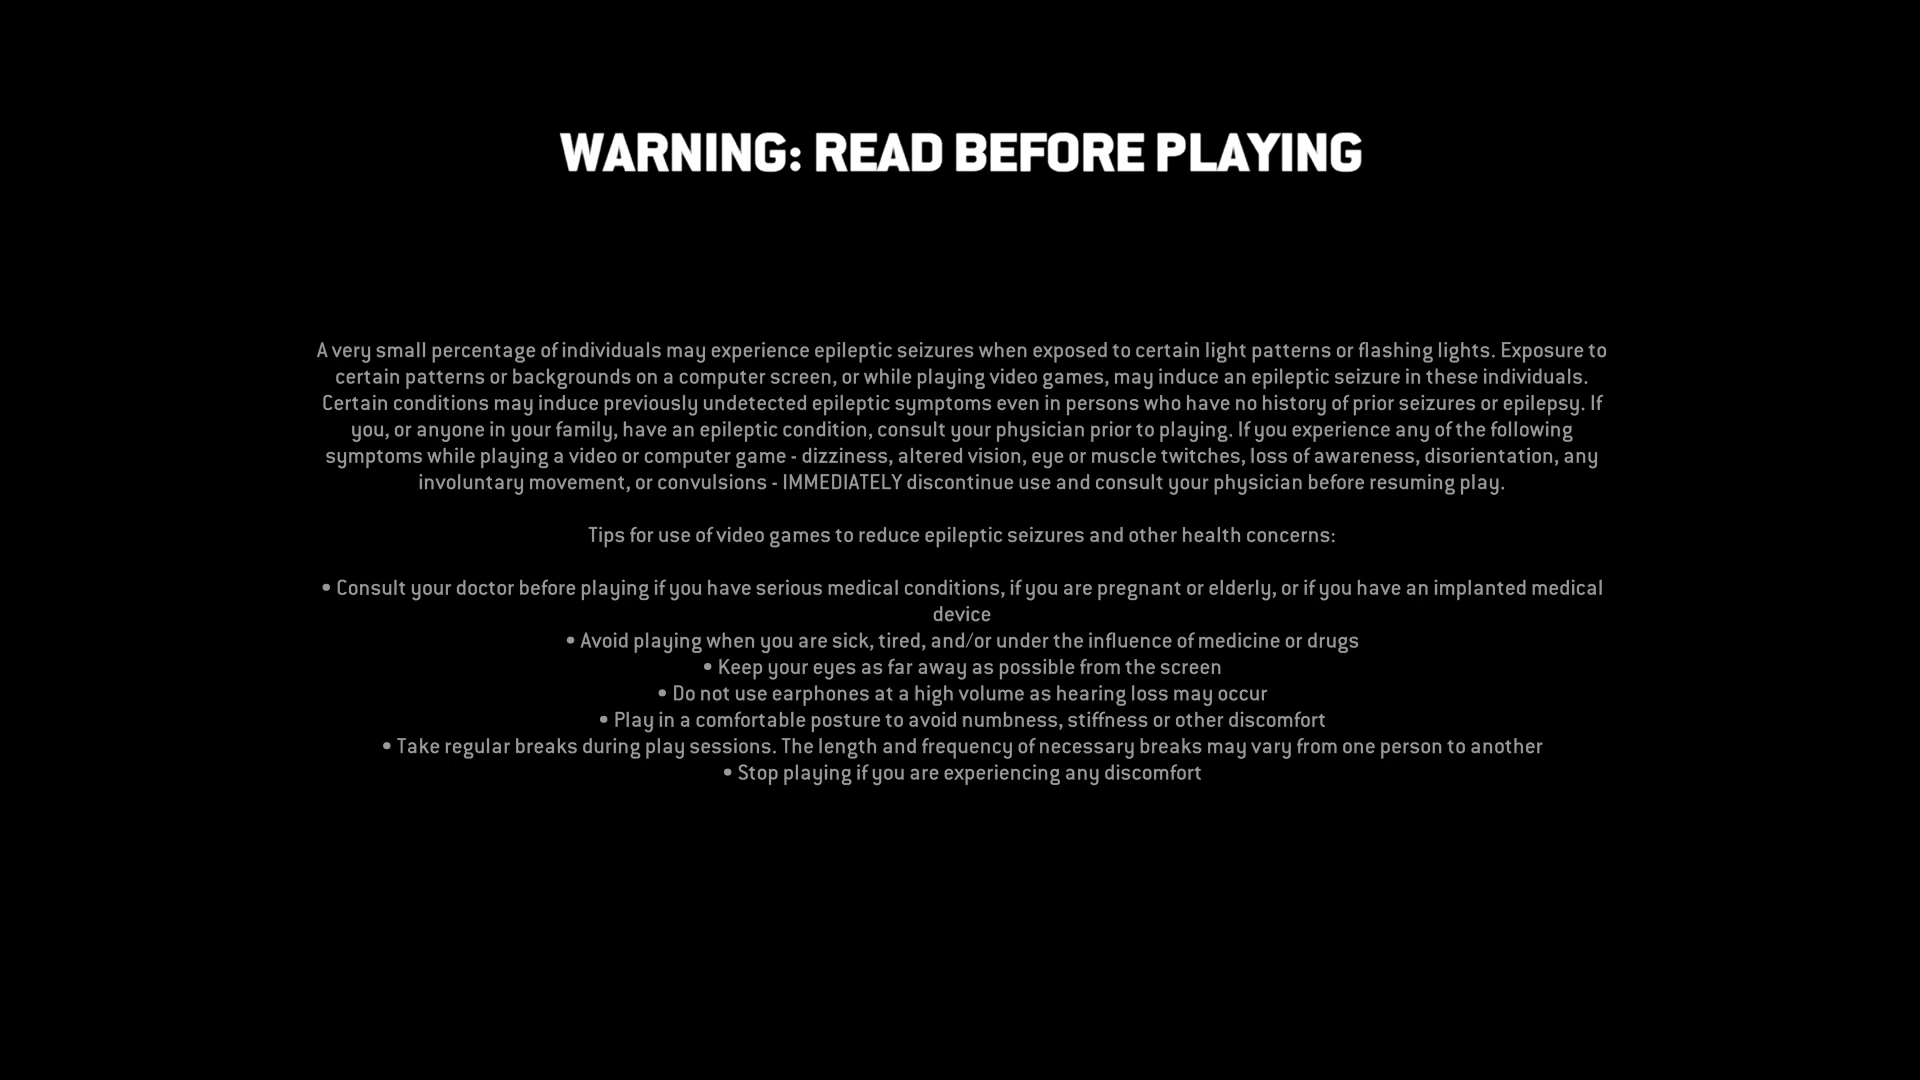 WARNING: READ BEFORE PLAYING
A very small percentage of individuals may experience epileptic seizures when exposed to certain light patterns or flashing lights. Exposure to
certain patterns or backgrounds on a computer screen, or while playing video games, may induce an epileptic seizure in these individuals.
Certain conditions may induce previously undetected epileptic symptoms even in persons who have no history of prior seizures or epilepsy. If
you, or anyone in your family, have an epileptic condition, consult your physician prior to playing. If you experience any of the following
symptoms while playing a video or computer game - dizziness, altered vision, eye or muscle twitches, loss of awareness, disorientation, any
involuntary movement, or convulsions - IMMEDIATELY discontinue use and consult your physician before resuming play.
Tips for use of video games to reduce epileptic seizures and other health concerns:
• Consult your doctor before playing if you have serious medical conditions, if you are pregnant or elderly, or if you have an implanted medical
device
• Avoid playing when you are sick, tired, and/or under the influence of medicine or drugs
• Keep your eyes as far away as possible from the screen
• Do not use earphones at a high volume as hearing loss may occur
• Play in a comfortable posture to avoid numbness, stiffness or other discomfort
• Take regular breaks during play sessions. The length and frequency of necessary breaks may vary from one person to another
• Stop playing if you are experiencing any discomfort